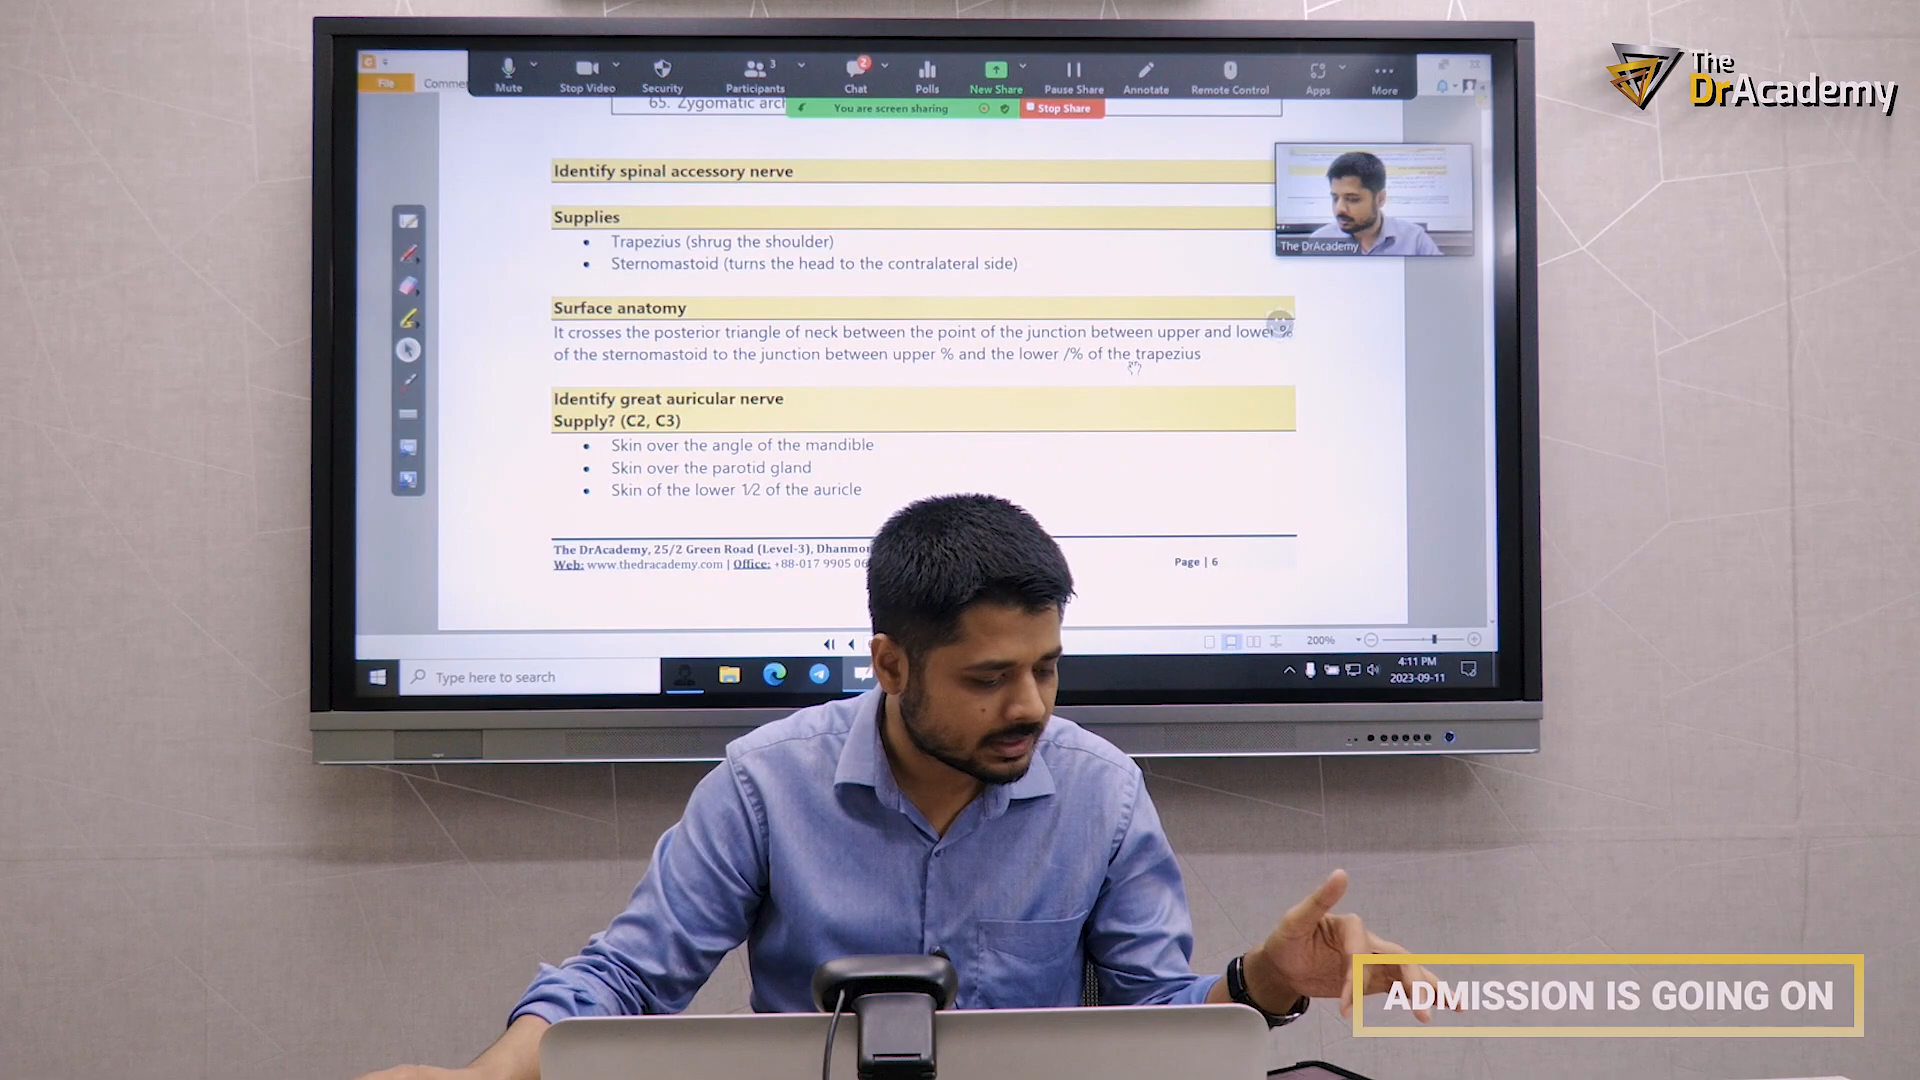 The
DrAcademy
Mute
Stop Video
Security
Participants
3
Chat
2
Polls
New Share
Pause Share
Annotate
Remote Control
Apps
More
File
65. Zygomatic arc
You are screen sharing
Stop Share
Identify spinal accessory nerve
Supplies
• Trapezius (shrug the shoulder)
• Sternomastoid (turns the head to the contralateral side)
The DrAcademy
Surface anatomy
It crosses the posterior triangle of neck between the point of the junction between upper and lower %
of the sternomastoid to the junction between upper % and the lower /% of the trapezius
Identify great auricular nerve
Supply? (C2, C3)
• Skin over the angle of the mandible
• Skin over the parotid gland
• Skin of the lower 1/2 of the auricle
The DrAcademy, 25/2 Green Road (Level-3), Dhanmon
Web: www.thedracademy.com | Office: +88-017 9905 06
Page | 6
200%
Type here to search
4:11 PM
2023-09-11
ADMISSION IS GOING ON